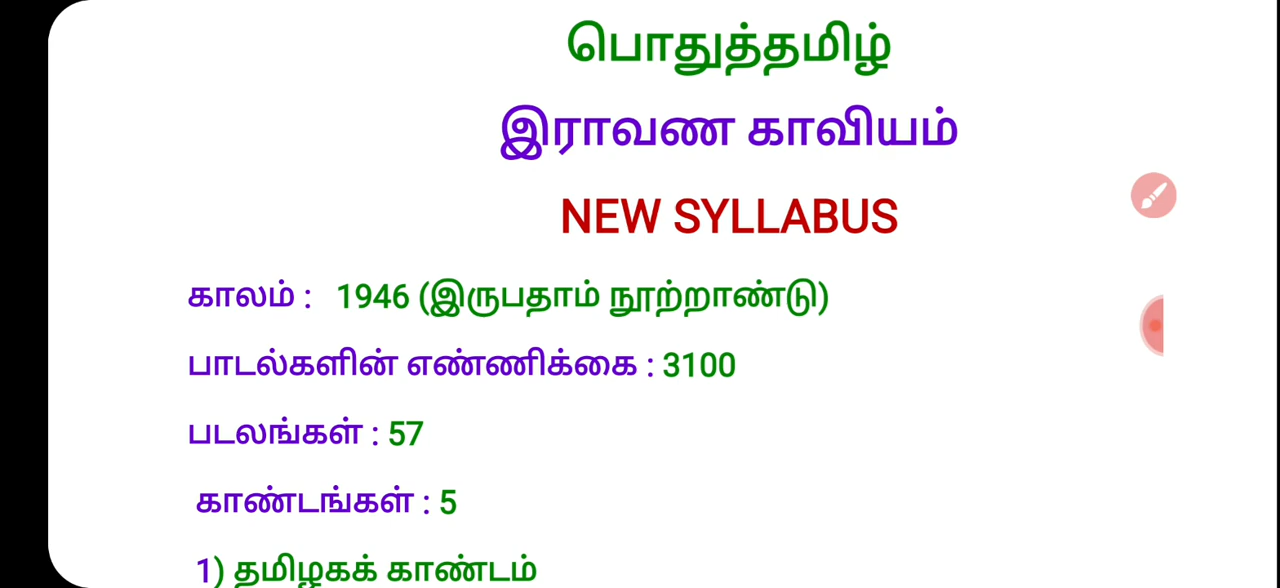 பொதுத்தமிழ்
இராவண காவியம்
NEW SYLLABUS
காலம் : 1946 (இருபதாம் நூற்றாண்டு)
பாடல்களின் எண்ணிக்கை : 3100
படலங்கள் : 57
காண்டங்கள் : 5
1) தமிழகக் காண்டம்